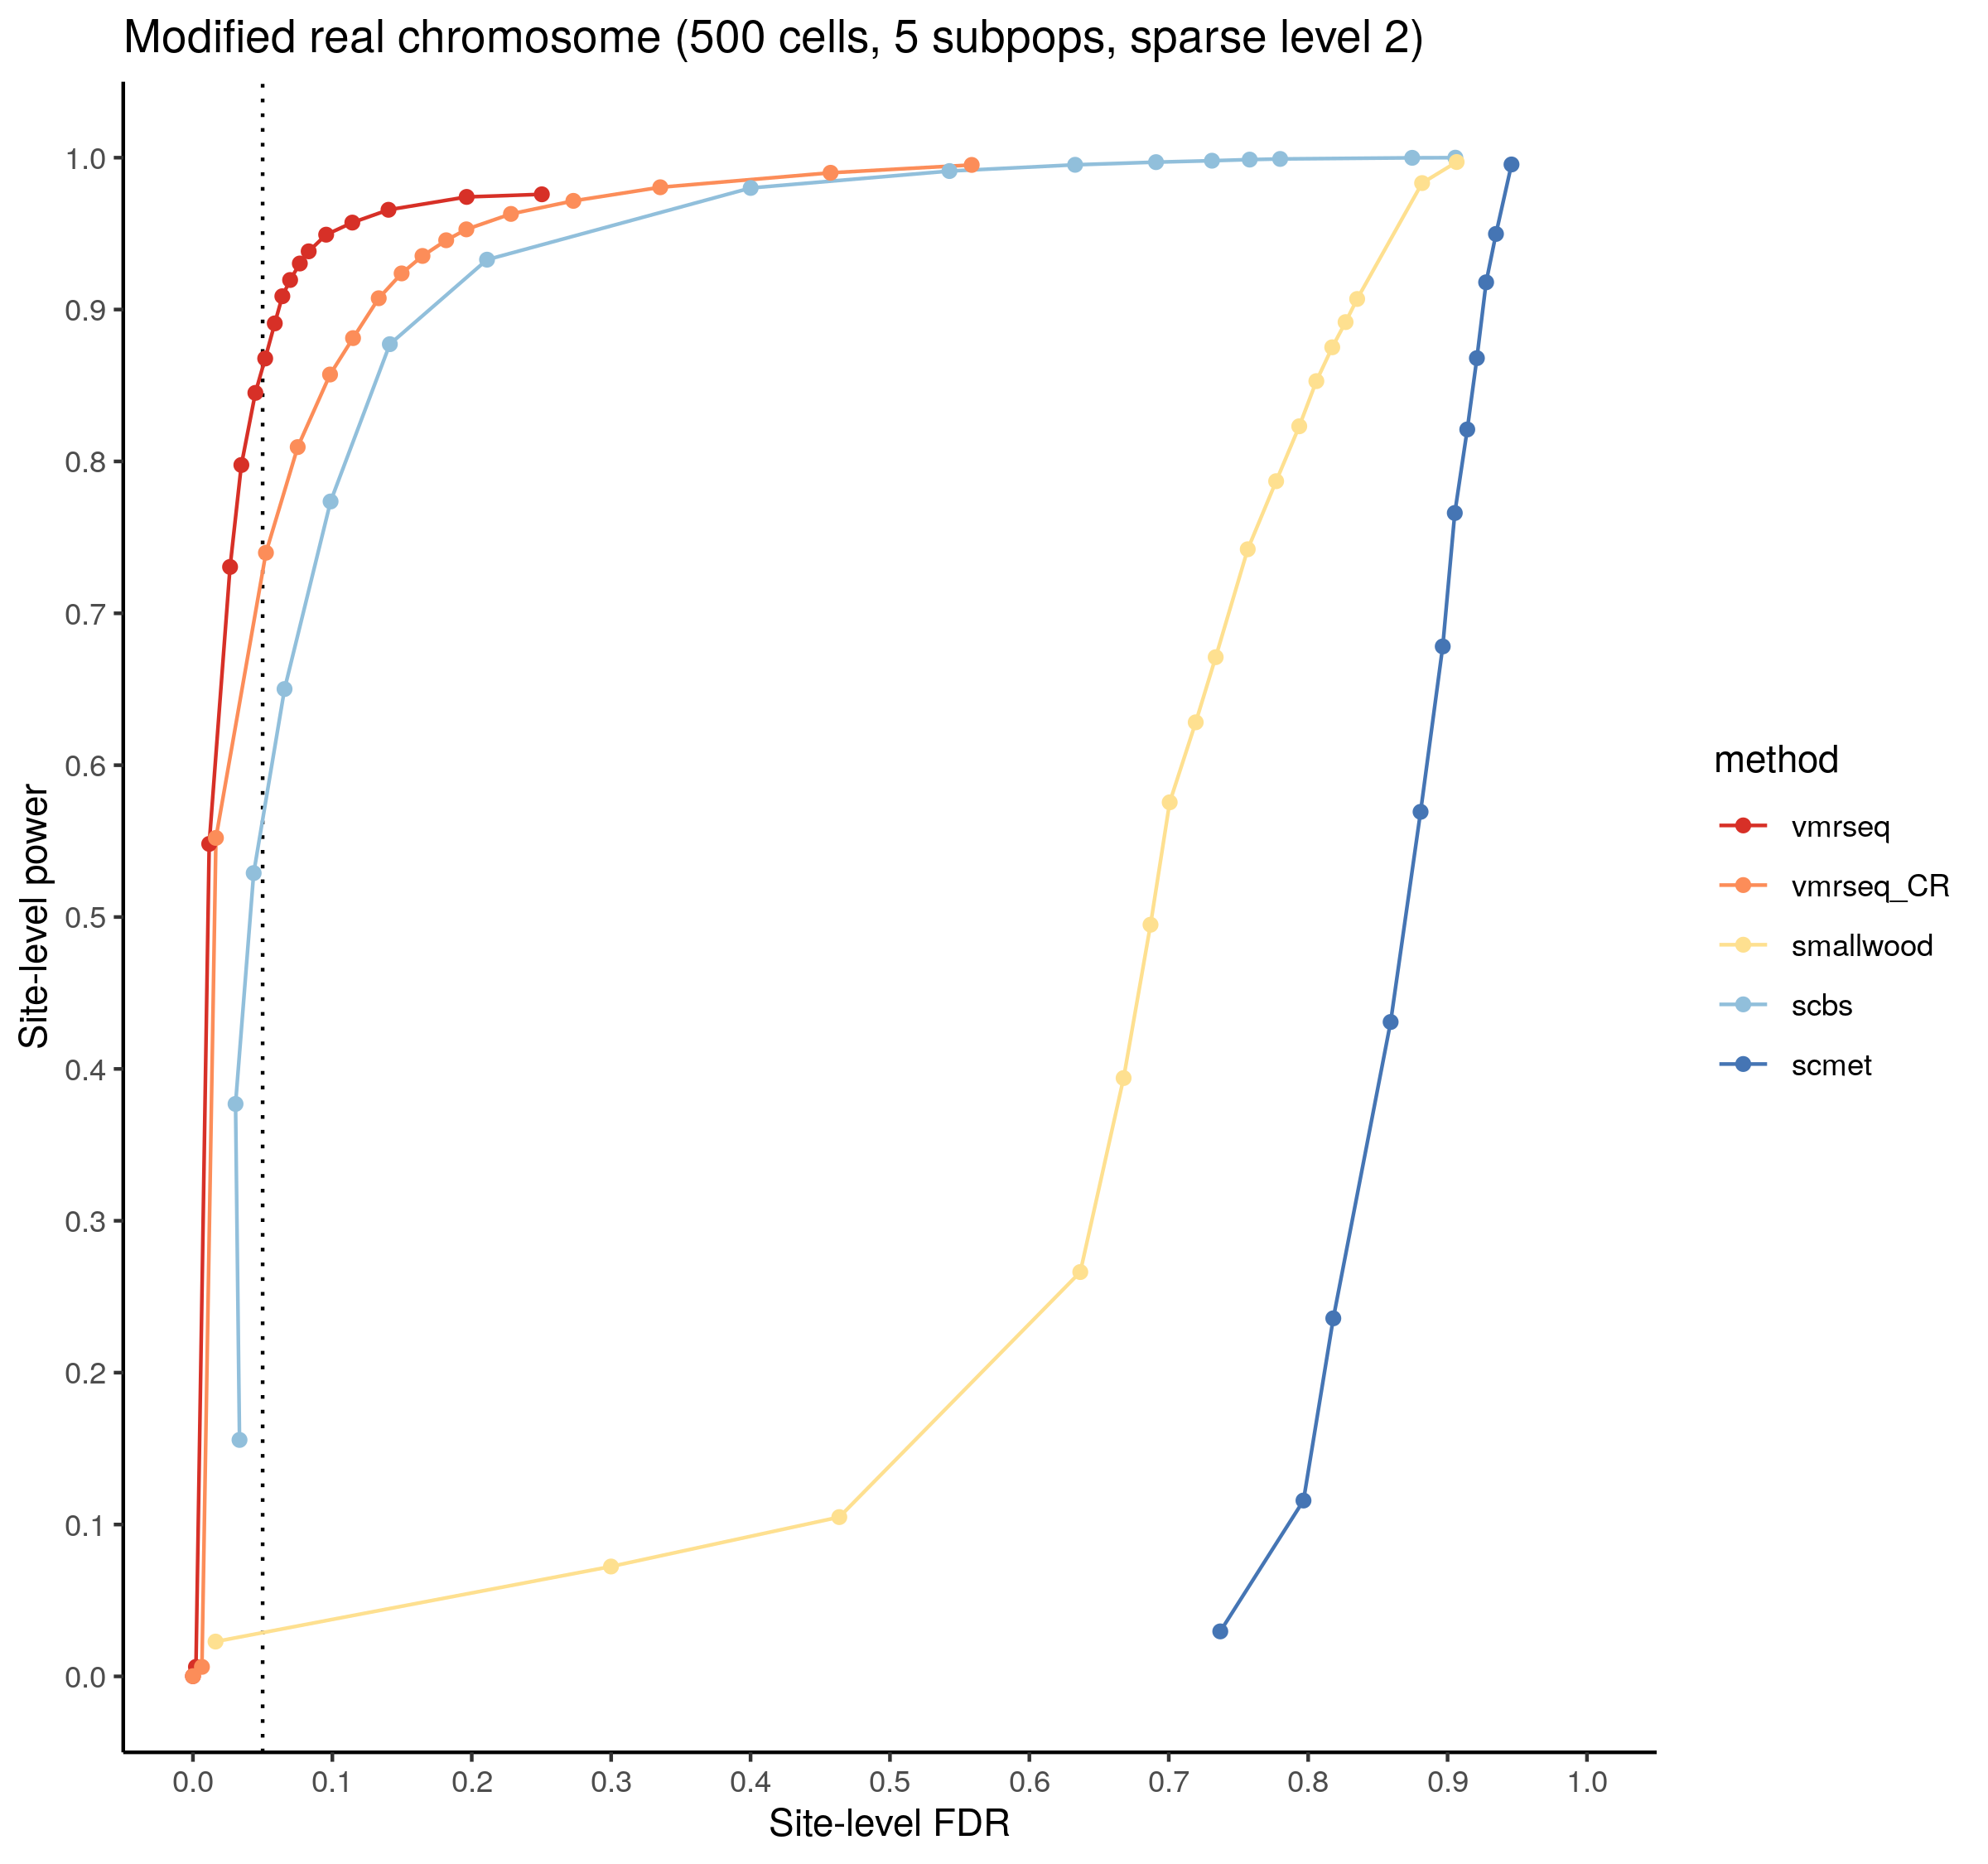 Modified real chromosome (500 cells, 5 subpops, sparse level 2)
1.0
0.9
0.8
0.7
0.6
0.5
0.4
0.3
0.2
0.1
0.0
Site-level power
0.0 0.1 0.2 0.3 0.4 0.5 0.6 0.7 0.8 0.9 1.0
Site-level FDR
method
vmrseq
vmrseq_CR
smallwood
scbs
scmet